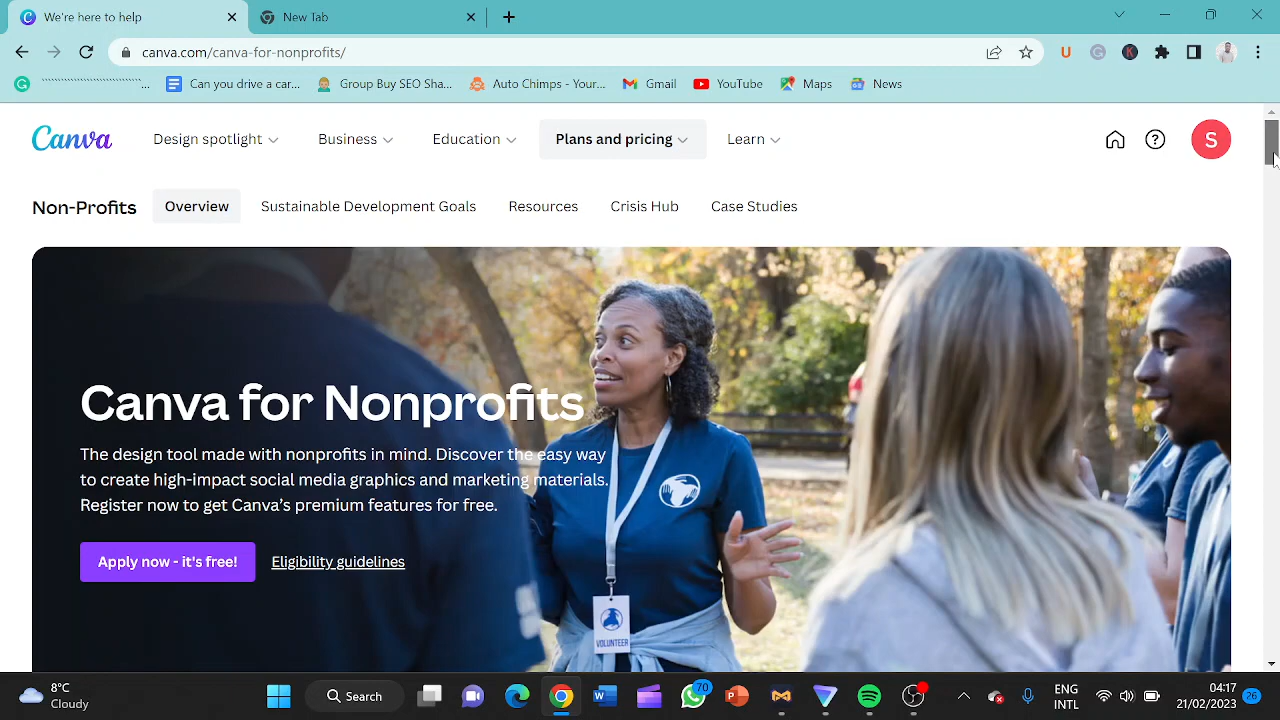 We're here to help
New Tab
canva.com/canva-for-nonprofits/
Can you drive a car...
Group Buy SEO Sha...
Auto Chimps - Your...
Gmail
YouTube
Maps
News
Canva
Design spotlight
Business
Education
Plans and pricing
Learn
S
Non-Profits
Overview
Sustainable Development Goals
Resources
Crisis Hub
Case Studies
Canva for Nonprofits
The design tool made with nonprofits in mind. Discover the easy way
to create high-impact social media graphics and marketing materials.
Register now to get Canva's premium features for free.
Apply now - it's free!
Eligibility guidelines
VOLUNTEER
8°C
Cloudy
Search
70
ENG
INTL
04:17
21/02/2023
26